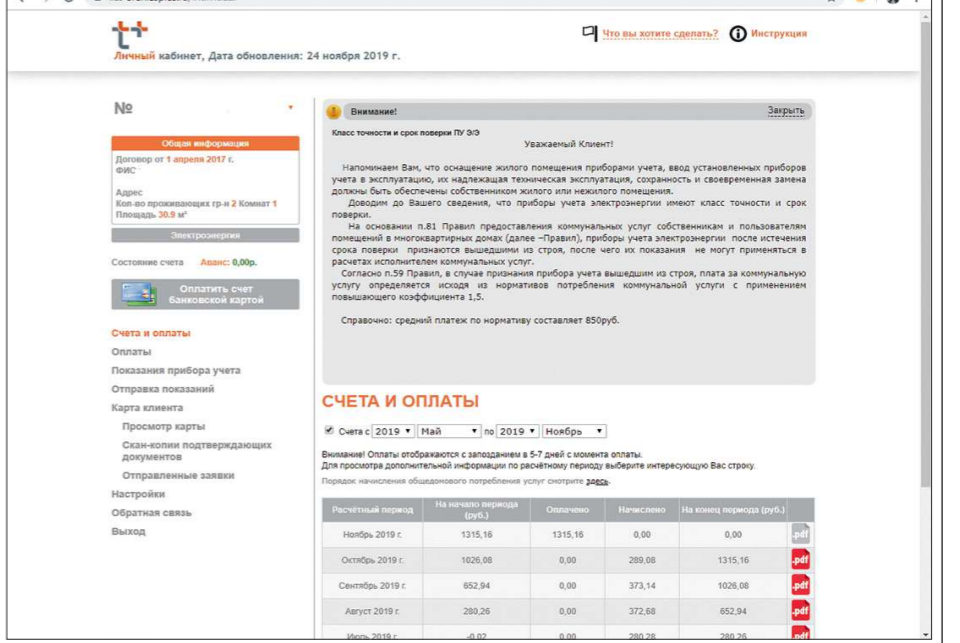 Что вы хотите сделать?
Инструкция
Личный кабинет, Дата обновления: 24 ноября 2019 г.
№
Общая информация
Договор от 1 апреля 2017 г.
ФИС
Адрес
Кол-во проживающих гр-н 2 Комнат 1
Площадь 30.9 м²
Электроэнергия
Состояние счета Аванс: 0,00р.
Оплатить счет
банковской картой
Счета и оплаты
Оплаты
Показания прибора учета
Отправка показаний
Карта клиента
Просмотр карты
Скан-копии подтверждающих
документов
Отправленные заявки
Настройки
Обратная связь
Выход
Внимание!
Закрыть
Класс точности и срок поверки ПУ Э/Э
Уважаемый Клиент!
Напоминаем Вам, что оснащение жилого помещения приборами учета, ввод установленных приборов
учета в эксплуатацию, их надлежащая техническая эксплуатация, сохранность и своевременная замена
должны быть обеспечены собственником жилого или нежилого помещения.
Доводим до Вашего сведения, что приборы учета электроэнергии имеют класс точности и срок
поверки.
На основании п.81 Правил предоставления коммунальных услуг собственникам и пользователям
помещений в многоквартирных домах (далее –Правил), приборы учета электроэнергии после истечения
срока поверки признаются вышедшими из строя, после чего их показания не могут применяться в
расчетах исполнителем коммунальных услуг.
Согласно п.59 Правил, в случае признания прибора учета вышедшим из строя, плата за коммунальную
услугу определяется исходя из нормативов потребления коммунальной услуги с применением
повышающего коэффициента 1,5.
Справочно: средний платеж по нормативу составляет 850руб.
СЧЕТА И ОПЛАТЫ
Счета с 2019 Май по 2019 Ноябрь
Внимание! Оплаты отображаются с запозданием в 5-7 дней с момента оплаты.
Для просмотра дополнительной информации по расчётному периоду выберите интересующую Вас строку.
Порядок начисления общедомового потребления услуг смотрите здесь.
Расчётный период На начало периода (руб.) Оплачено Начислено На конец периода (руб.)
Ноябрь 2019 г. 1315,16 1315,16 0,00 0,00 .pdf
Октябрь 2019 г. 1026,08 0,00 289,08 1315,16 .pdf
Сентябрь 2019 г. 652,94 0,00 373,14 1026,08 .pdf
Август 2019 г. 280,26 0,00 372,68 652,94 .pdf
Июль 2019 г. -0,02 0,00 280,28 280,26 .pdf